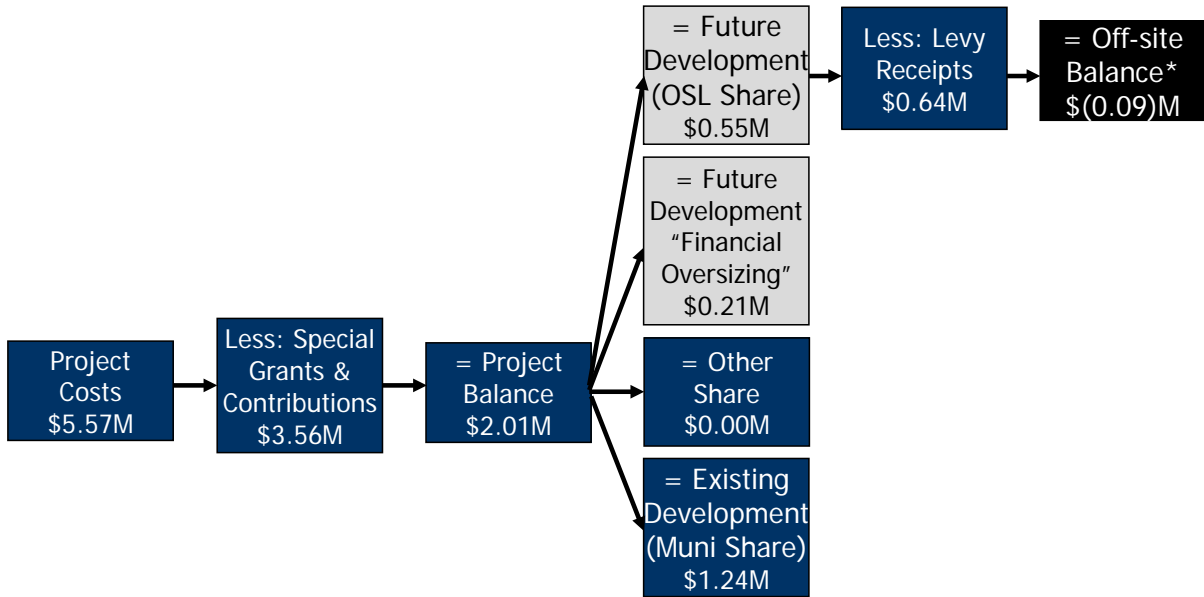 Project
Costs
$5.57M
Less: Special
Grants &
Contributions
$3.56M
= Project
Balance
$2.01M
= Future
Development
(OSL Share)
$0.55M
Less: Levy
Receipts
$0.64M
= Off-site
Balance*
$(0.09)M
= Future
Development
“Financial
Oversizing”
$0.21M
= Other
Share
$0.00M
= Existing
Development
(Muni Share)
$1.24M